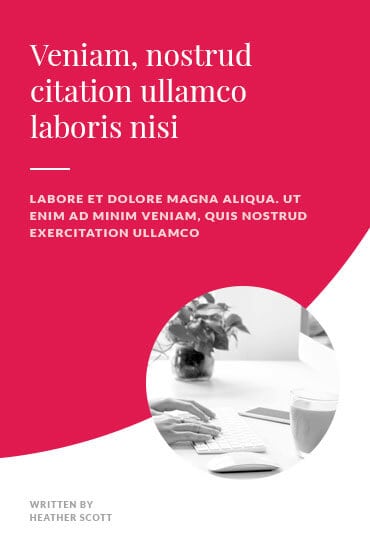 Veniam, nostrud
citation ullamco
laboris nisi
LABORE ET DOLORE MAGNA ALIQUA. UT
ENIM AD MINIM VENIAM, QUIS NOSTRUD
EXERCITATION ULLAMCO
WRITTEN BY
HEATHER SCOTT